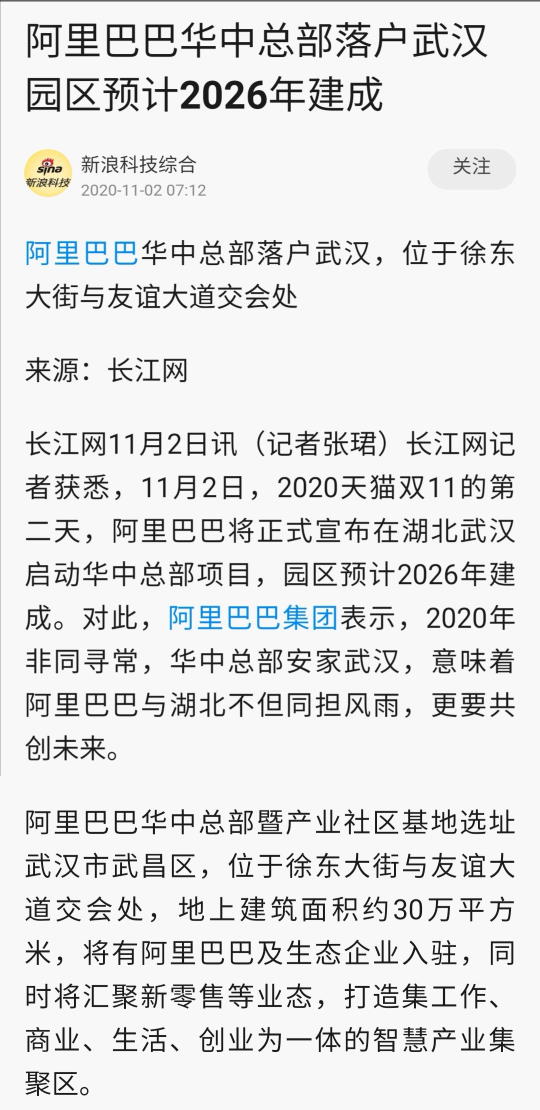 阿里巴巴华中总部落户武汉
园区预计2026年建成
sina
新浪科技
新浪科技综合
2020-11-02 07:12
关注
阿里巴巴华中总部落户武汉，位于徐东
大街与友谊大道交会处
来源：长江网
长江网11月2日讯（记者张珺）长江网记
者获悉，11月2日，2020天猫双11的第
二天，阿里巴巴将正式宣布在湖北武汉
启动华中总部项目，园区预计2026年建
成。对此，阿里巴巴集团表示，2020年
非同寻常，华中总部安家武汉，意味着
阿里巴巴与湖北不但同担风雨，更要共
创未来。
阿里巴巴华中总部暨产业社区基地选址
武汉市武昌区，位于徐东大街与友谊大
道交会处，地上建筑面积约30万平方
米，将有阿里巴巴及生态企业入驻，同
时将汇聚新零售等业态，打造集工作、
商业、生活、创业为一体的智慧产业集
聚区。